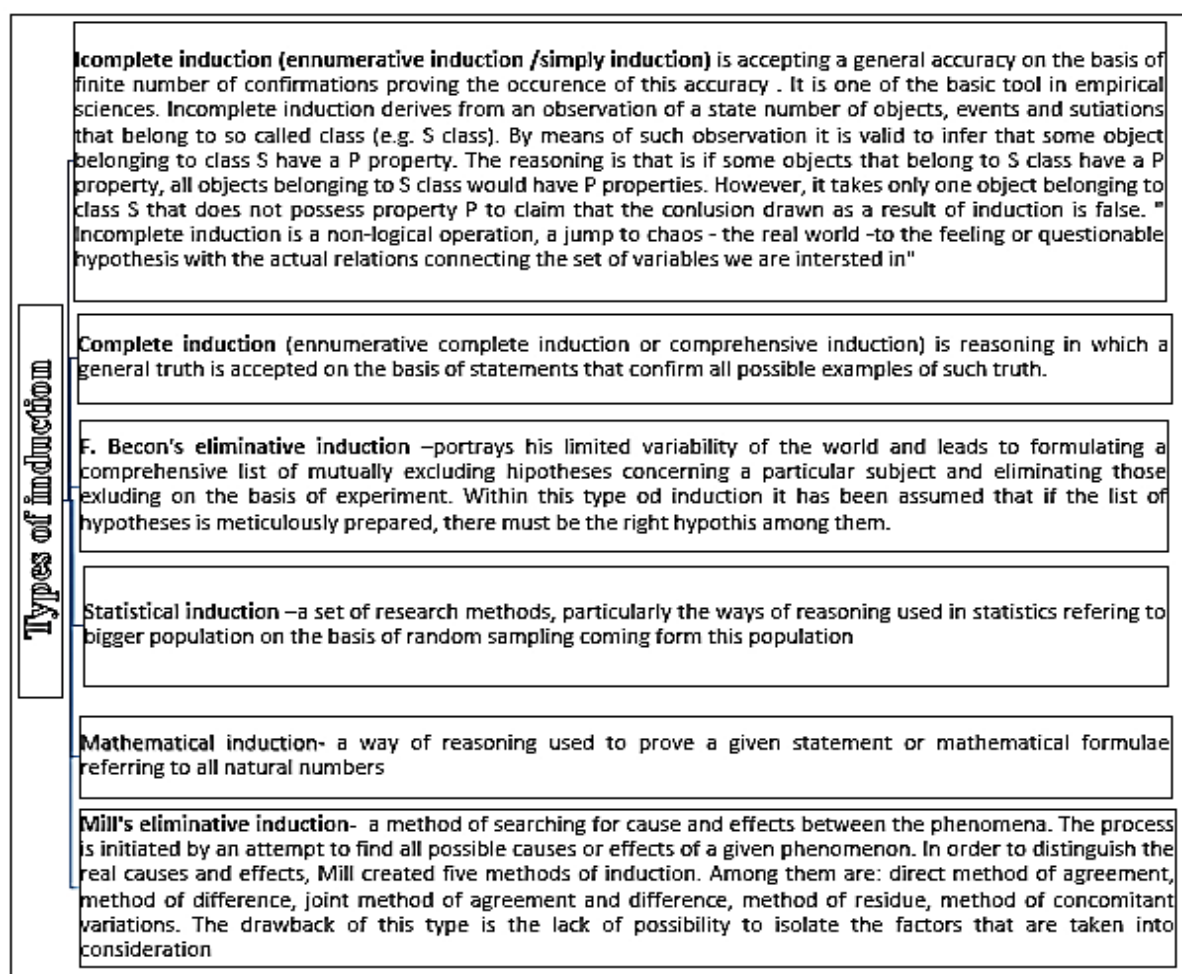 Types of induction
Icomplete induction (ennumerative induction /simply induction) is accepting a general accuracy on the basis of
finite number of confirmations proving the occurence of this accuracy . It is one of the basic tool in empirical
sciences. Incomplete induction derives from an observation of a state number of objects, events and sutiations
that belong to so called class (e.g. S class). By means of such observation it is valid to infer that some object
belonging to class S have a P property. The reasoning is that is if some objects that belong to S class have a P
property, all objects belonging to S class would have P properties. However, it takes only one object belonging to
class S that does not possess property P to claim that the conlusion drawn as a result of induction is false. "
Incomplete induction is a non-logical operation, a jump to chaos - the real world -to the feeling or questionable
hypothesis with the actual relations connecting the set of variables we are intersted in"
Complete induction (ennumerative complete induction or comprehensive induction) is reasoning in which a
general truth is accepted on the basis of statements that confirm all possible examples of such truth.
F. Becon's eliminative induction –portrays his limited variability of the world and leads to formulating a
comprehensive list of mutually excluding hipotheses concerning a particular subject and eliminating those
exluding on the basis of experiment. Within this type od induction it has been assumed that if the list of
hypotheses is meticulously prepared, there must be the right hypothis among them.
Statistical induction –a set of research methods, particularly the ways of reasoning used in statistics refering to
bigger population on the basis of random sampling coming form this population
Mathematical induction- a way of reasoning used to prove a given statement or mathematical formulae
referring to all natural numbers
Mill's eliminative induction- a method of searching for cause and effects between the phenomena. The process
is initiated by an attempt to find all possible causes or effects of a given phenomenon. In order to distinguish the
real causes and effects, Mill created five methods of induction. Among them are: direct method of agreement,
method of difference, joint method of agreement and difference, method of residue, method of concomitant
variations. The drawback of this type is the lack of possibility to isolate the factors that are taken into
consideration